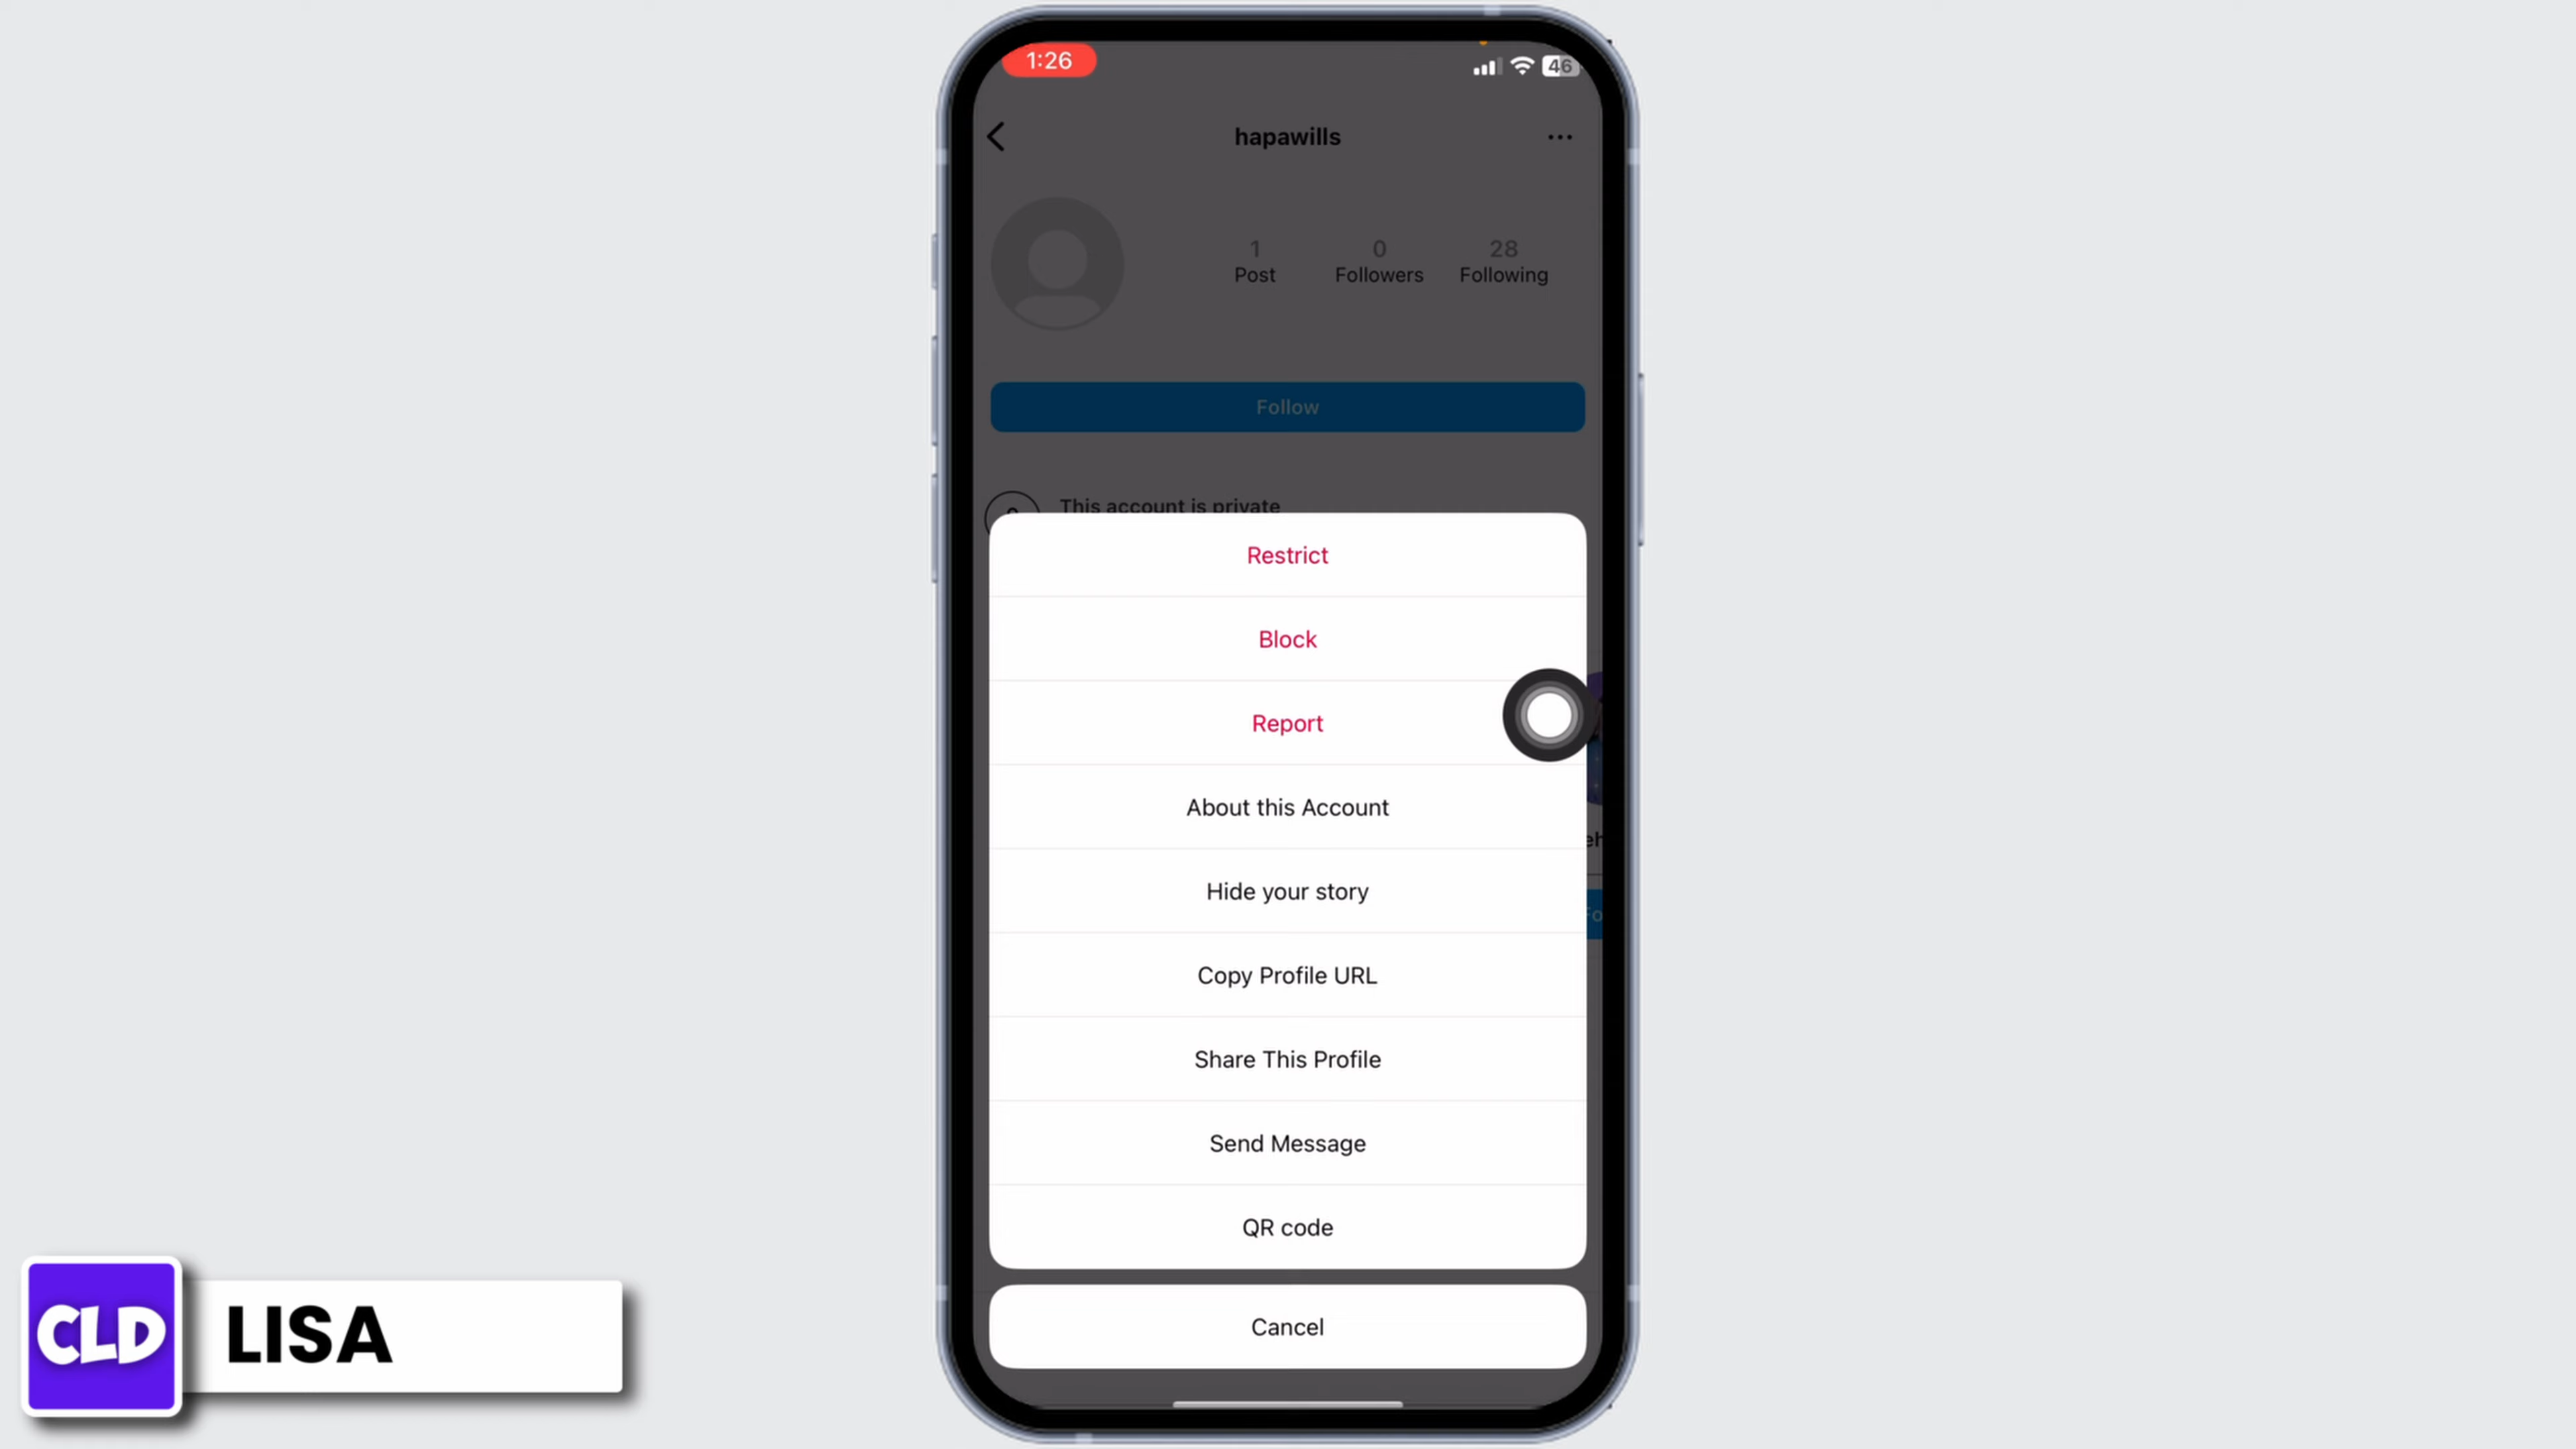 1:26
46
hapawills
1
0
28
Post
Followers
Following
Follow
This account is private
Restrict
Block
Report
About this Account
Hide your story
Copy Profile URL
Share This Profile
Send Message
QR code
Cancel
CLD
LISA